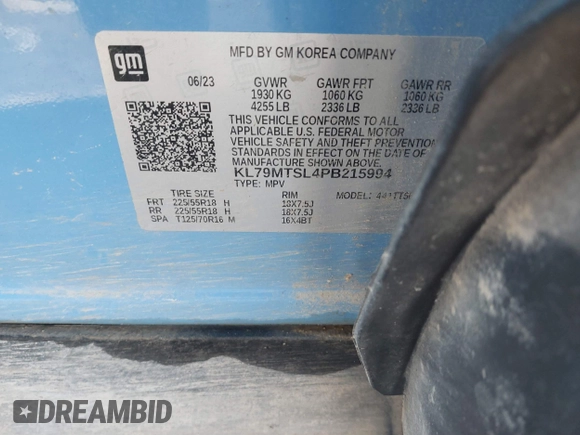 gm
MFD BY GM KOREA COMPANY
06/23 GVWR GAWR FPT GAWR RR
1930 KG 1060 KG 1060 KG
4255 LB 2336 LB 2336 LB
THIS VEHICLE CONFORMS TO ALL
APPLICABLE U.S. FEDERAL MOTOR
VEHICLE SAFETY AND THEFT PREVENTION
STANDARDS IN EFFECT ON THE DATE OF
MANUFACTURE SHOWN ABOVE.
KL79MTSL4PB215994
TYPE: MPV MODEL:
TIRE SIZE RIM
FRT 225/55R18 H 18X7.5J
RR 225/55R18 H 18X7.5J
SPA T125/70R16 M 16X4BT
DREAMBID